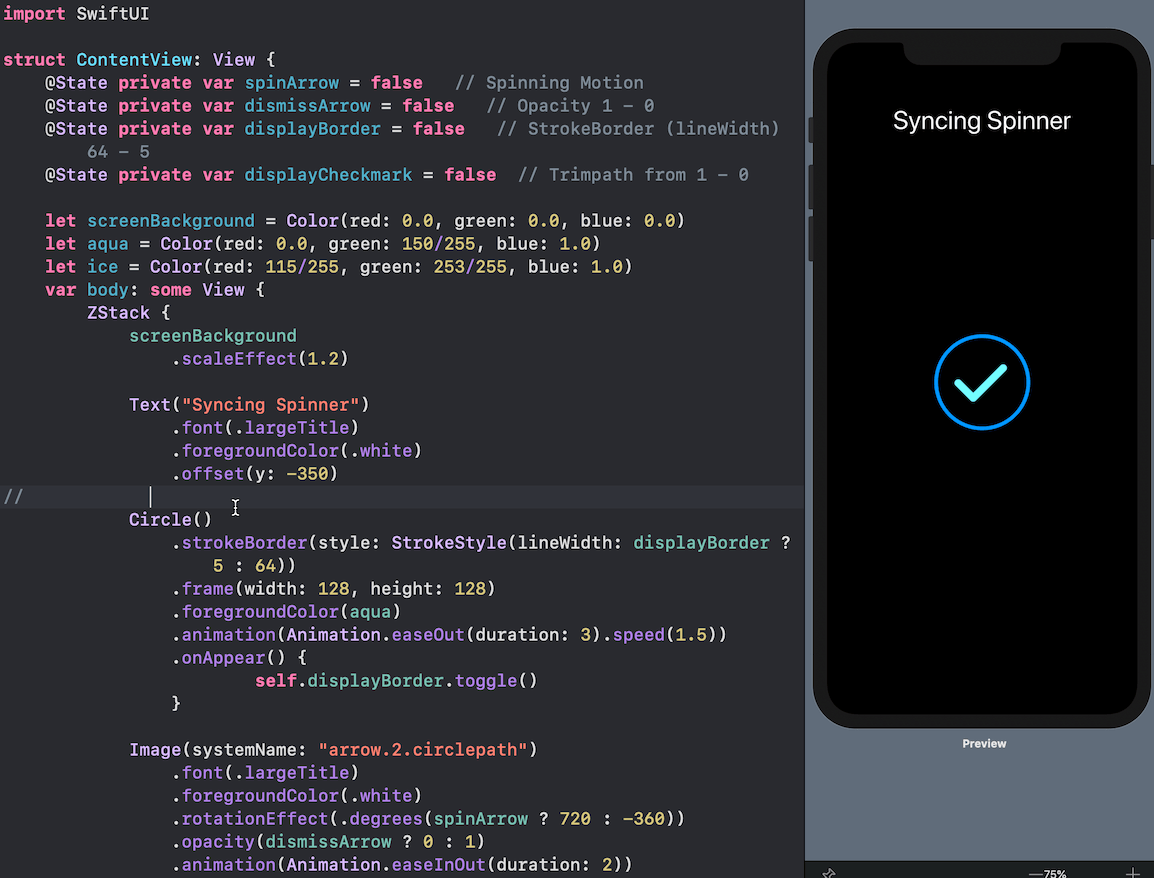 import SwiftUI
struct ContentView: View {
@State private var spinArrow = false // Spinning Motion
@State private var dismissArrow = false // Opacity 1 – 0
@State private var displayBorder = false // StrokeBorder (lineWidth)
64 – 5
@State private var displayCheckmark = false // Trimpath from 1 – 0
let screenBackground = Color(red: 0.0, green: 0.0, blue: 0.0)
let aqua = Color(red: 0.0, green: 150/255, blue: 1.0)
let ice = Color(red: 115/255, green: 253/255, blue: 1.0)
var body: some View {
ZStack {
screenBackground
.scaleEffect(1.2)
Text("Syncing Spinner")
.font(.largeTitle)
.foregroundColor(.white)
.offset(y: -350)
//
Circle()
.strokeBorder(style: StrokeStyle(lineWidth: displayBorder ?
5 : 64))
.frame(width: 128, height: 128)
.foregroundColor(aqua)
.animation(Animation.easeOut(duration: 3).speed(1.5))
.onAppear() {
self.displayBorder.toggle()
}
Image(systemName: "arrow.2.circlepath")
.font(.largeTitle)
.foregroundColor(.white)
.rotationEffect(.degrees(spinArrow ? 720 : -360))
.opacity(dismissArrow ? 0 : 1)
.animation(Animation.easeInOut(duration: 2))
Syncing Spinner
Preview
75%